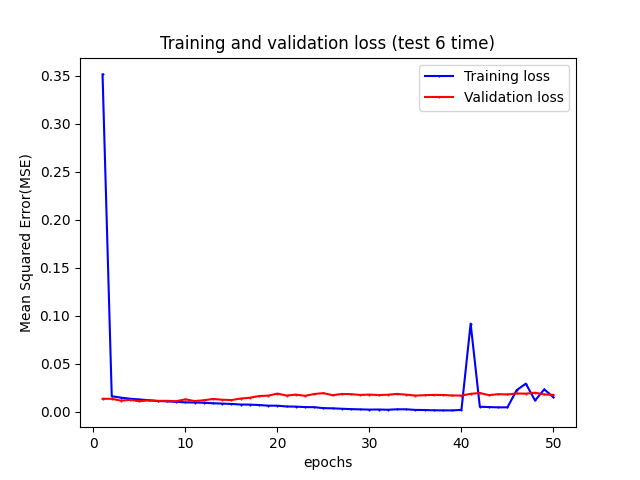 Training and validation loss (test 6 time)
Training loss
Validation loss
Mean Squared Error(MSE)
0.35
0.30
0.25
0.20
0.15
0.10
0.05
0.00
0 10 20 30 40 50
epochs